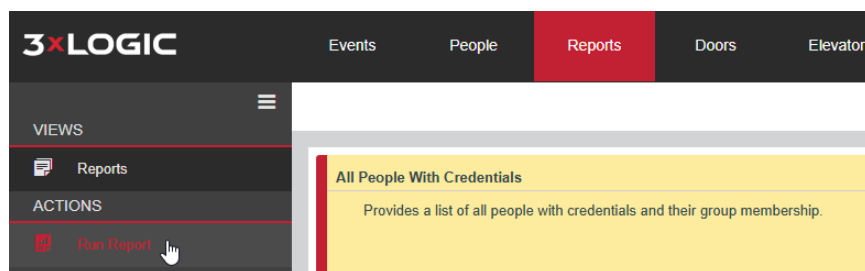 3xLOGIC
Events People Reports Doors Elevator
VIEWS
Reports
ACTIONS
Run Report
All People With Credentials
Provides a list of all people with credentials and their group membership.